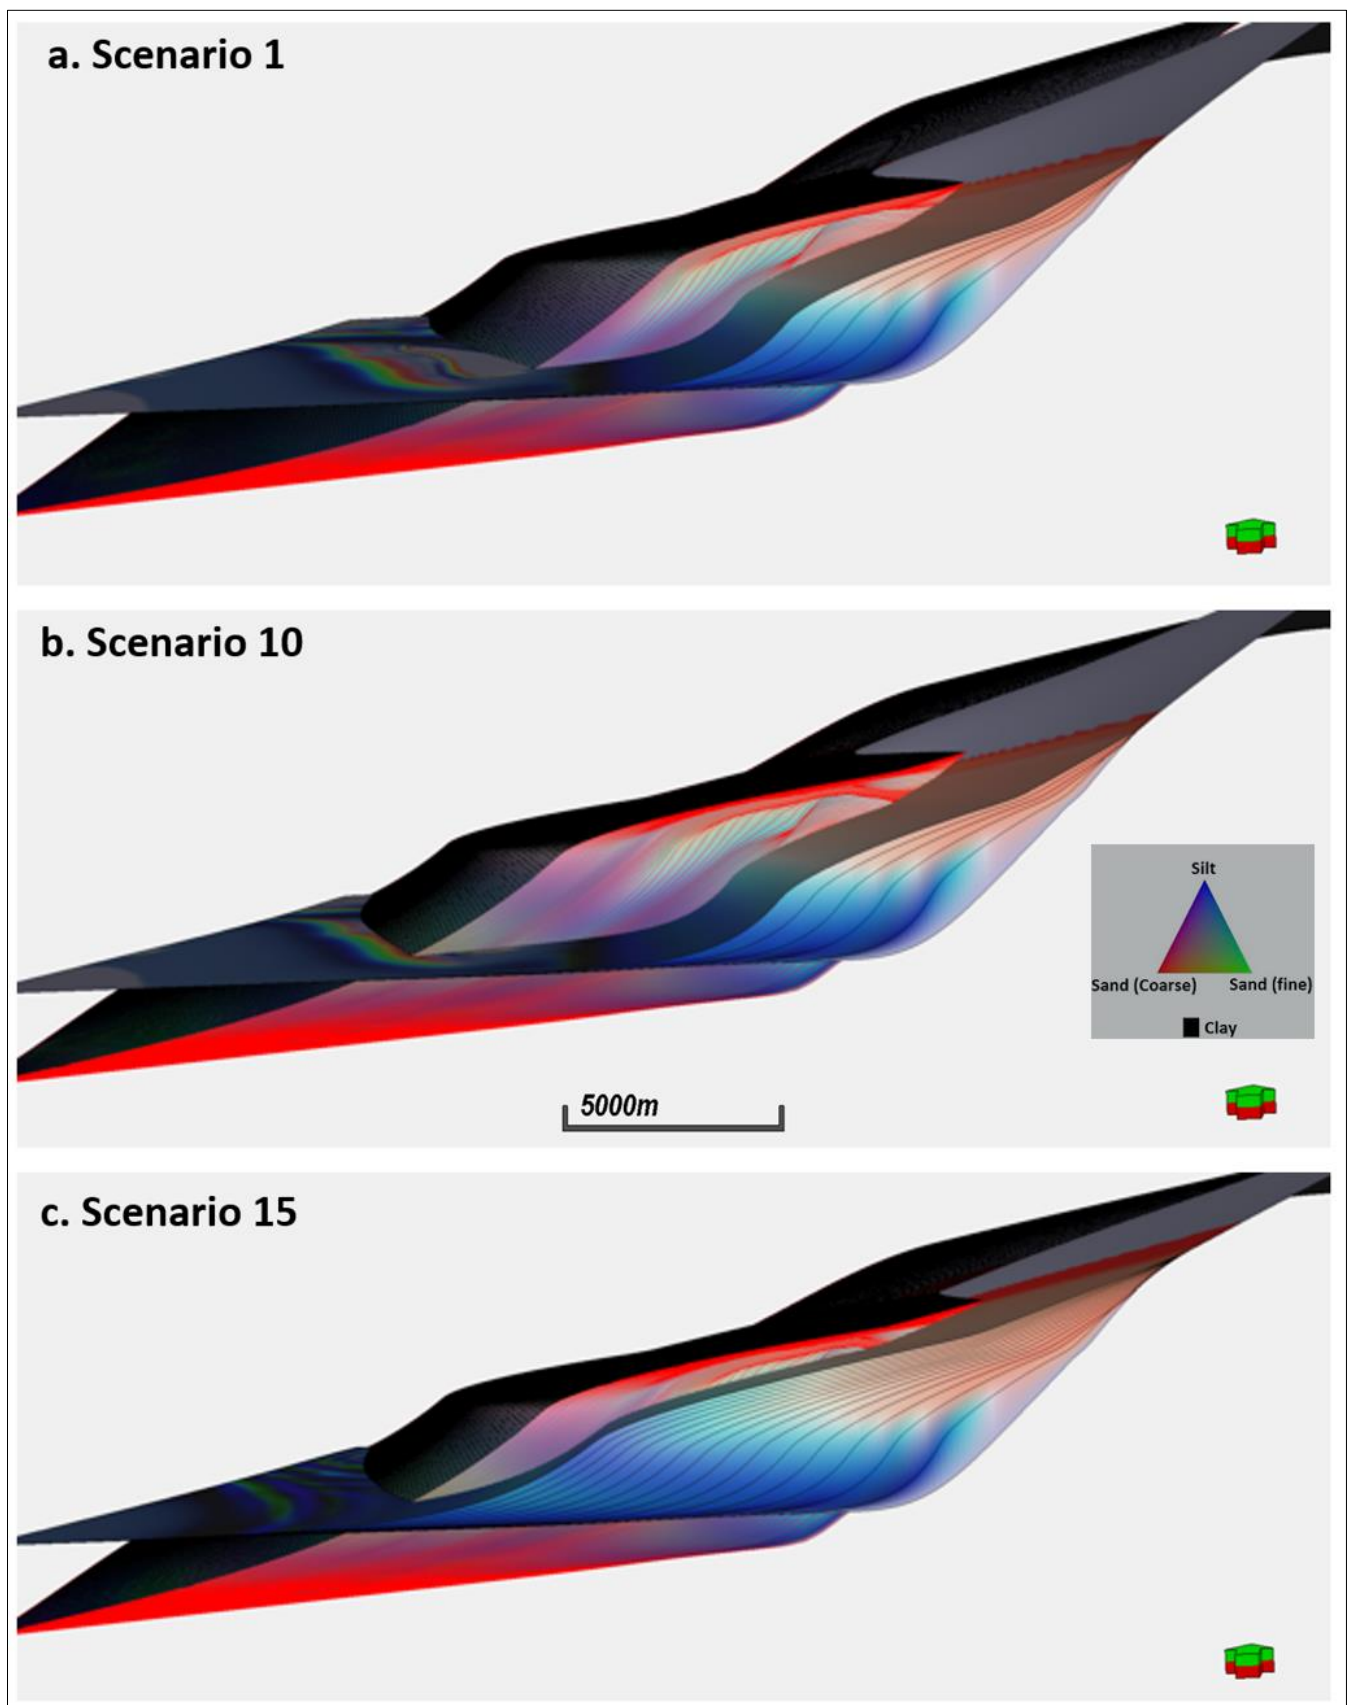 a. Scenario 1
b. Scenario 10
Silt
Sand (Coarse) Sand (fine)
Clay
5000m
c. Scenario 15